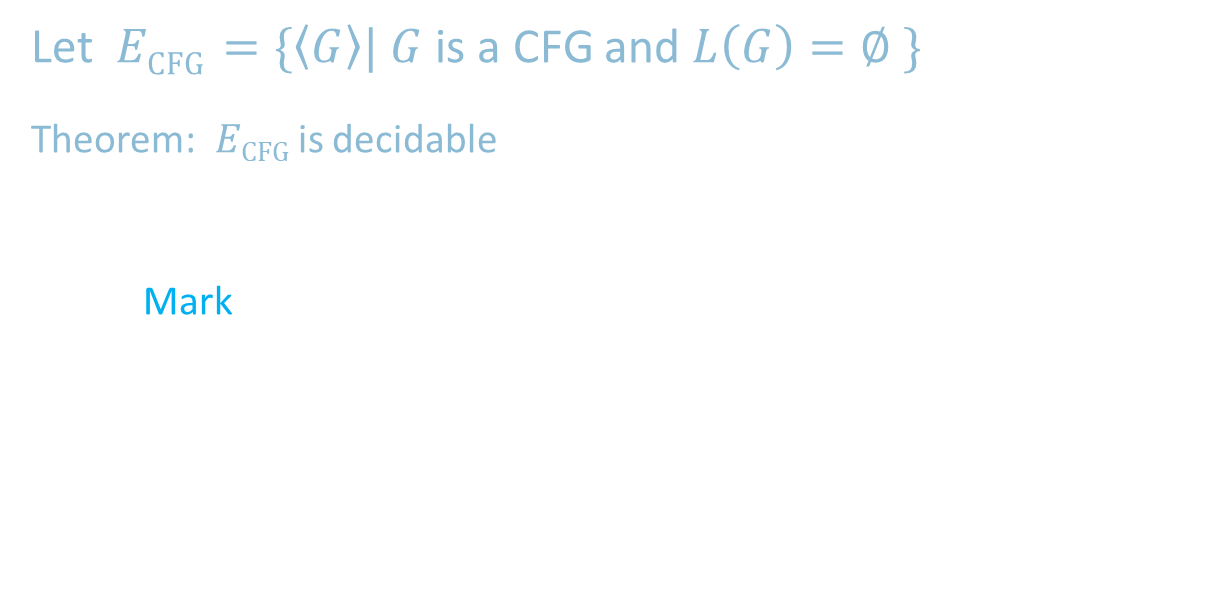 Let E_CFG = {⟨G⟩| G is a CFG and L(G) = ∅ }
Theorem: E_CFG is decidable
Mark